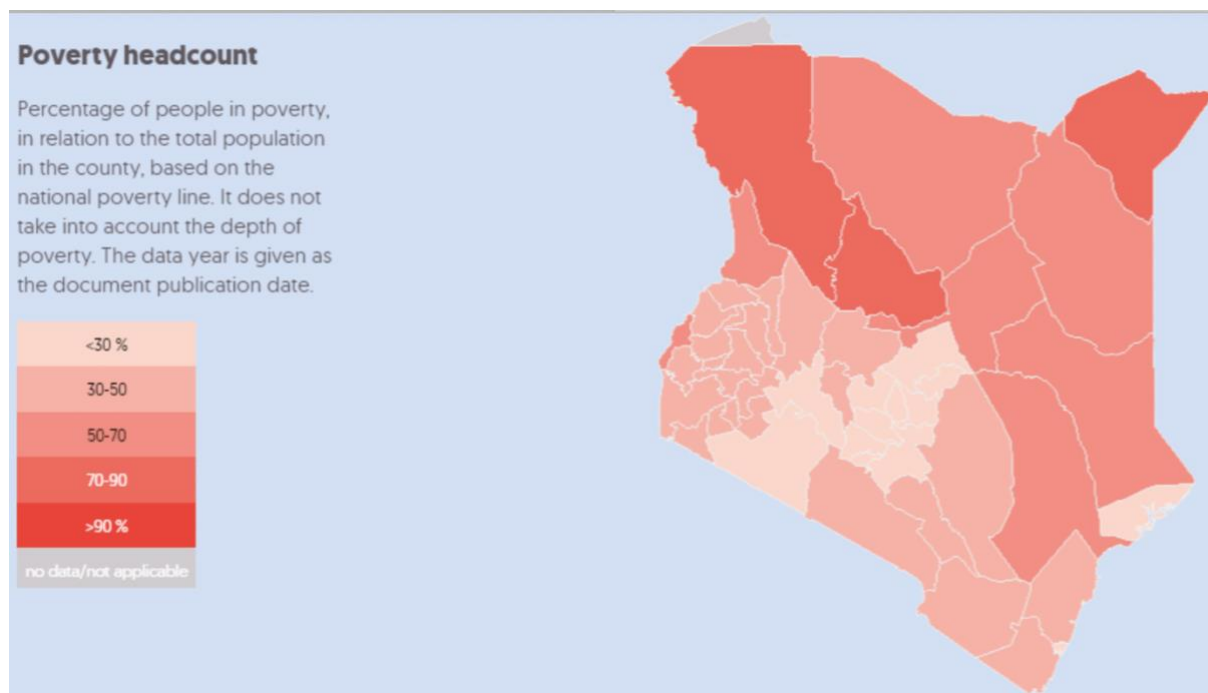 Poverty headcount
Percentage of people in poverty,
in relation to the total population
in the county, based on the
national poverty line. It does not
take into account the depth of
poverty. The data year is given as
the document publication date.
<30 %
30-50
50-70
70-90
>90 %
no data/not applicable